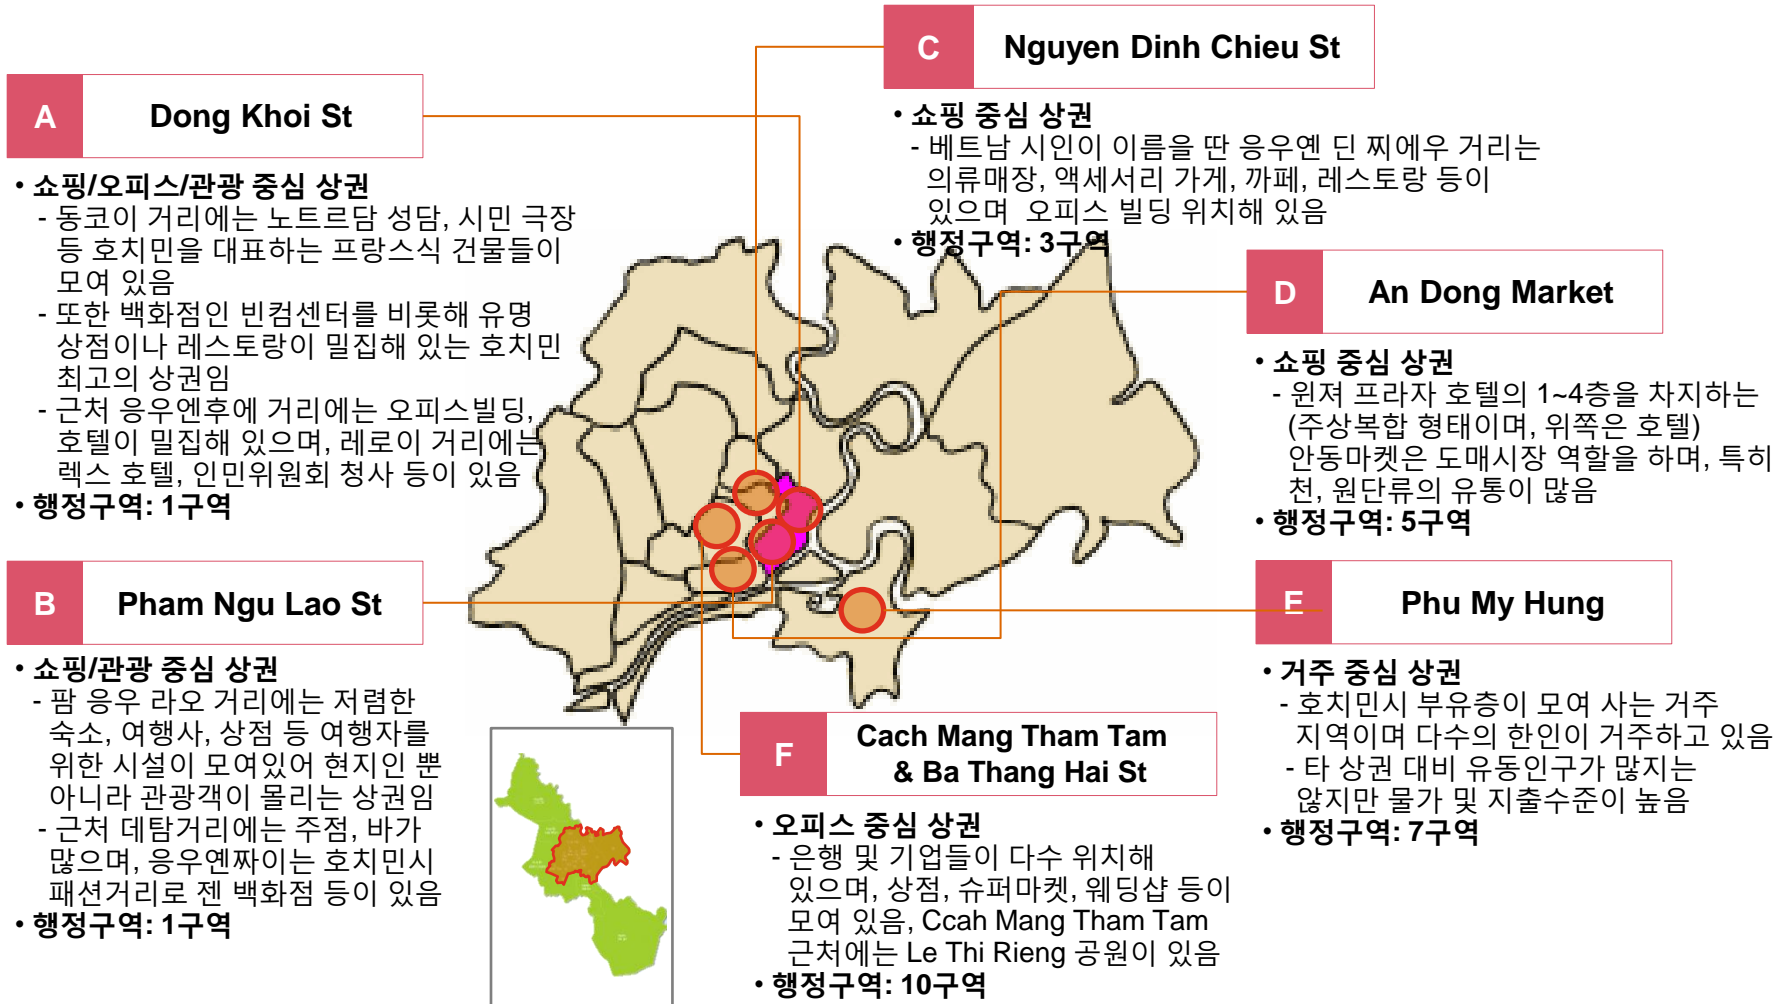 A
Dong Khoi St
• 쇼핑/오피스/관광 중심 상권
- 동코이 거리에는 노트르담 성담, 시민 극장
등 호치민을 대표하는 프랑스식 건물들이
모여 있음
- 또한 백화점인 빈컴센터를 비롯해 유명
상점이나 레스토랑이 밀집해 있는 호치민
최고의 상권임
- 근처 응우엔후에 거리에는 오피스빌딩,
호텔이 밀집해 있으며, 레로이 거리에는
렉스 호텔, 인민위원회 청사 등이 있음
• 행정구역: 1구역
B
Pham Ngu Lao St
• 쇼핑/관광 중심 상권
- 팜 응우 라오 거리에는 저렴한
숙소, 여행사, 상점 등 여행자를
위한 시설이 모여있어 현지인 뿐
아니라 관광객이 몰리는 상권임
- 근처 데탐거리에는 주점, 바가
많으며, 응우옌짜이는 호치민시
패션거리로 젠 백화점 등이 있음
• 행정구역: 1구역
C
Nguyen Dinh Chieu St
• 쇼핑 중심 상권
- 베트남 시인이 이름을 딴 응우옌 딘 찌에우 거리는
의류매장, 액세서리 가게, 까페, 레스토랑 등이
있으며 오피스 빌딩 위치해 있음
• 행정구역: 3구역
D
An Dong Market
• 쇼핑 중심 상권
- 윈져 프라자 호텔의 1~4층을 차지하는
(주상복합 형태이며, 위쪽은 호텔)
안동마켓은 도매시장 역할을 하며, 특히
천, 원단류의 유통이 많음
• 행정구역: 5구역
E
Phu My Hung
• 거주 중심 상권
- 호치민시 부유층이 모여 사는 거주
지역이며 다수의 한인이 거주하고 있음
- 타 상권 대비 유동인구가 많지는
않지만 물가 및 지출수준이 높음
• 행정구역: 7구역
F
Cach Mang Tham Tam
& Ba Thang Hai St
• 오피스 중심 상권
- 은행 및 기업들이 다수 위치해
있으며, 상점, 슈퍼마켓, 웨딩샵 등이
모여 있음, Ccah Mang Tham Tam
근처에는 Le Thi Rieng 공원이 있음
• 행정구역: 10구역